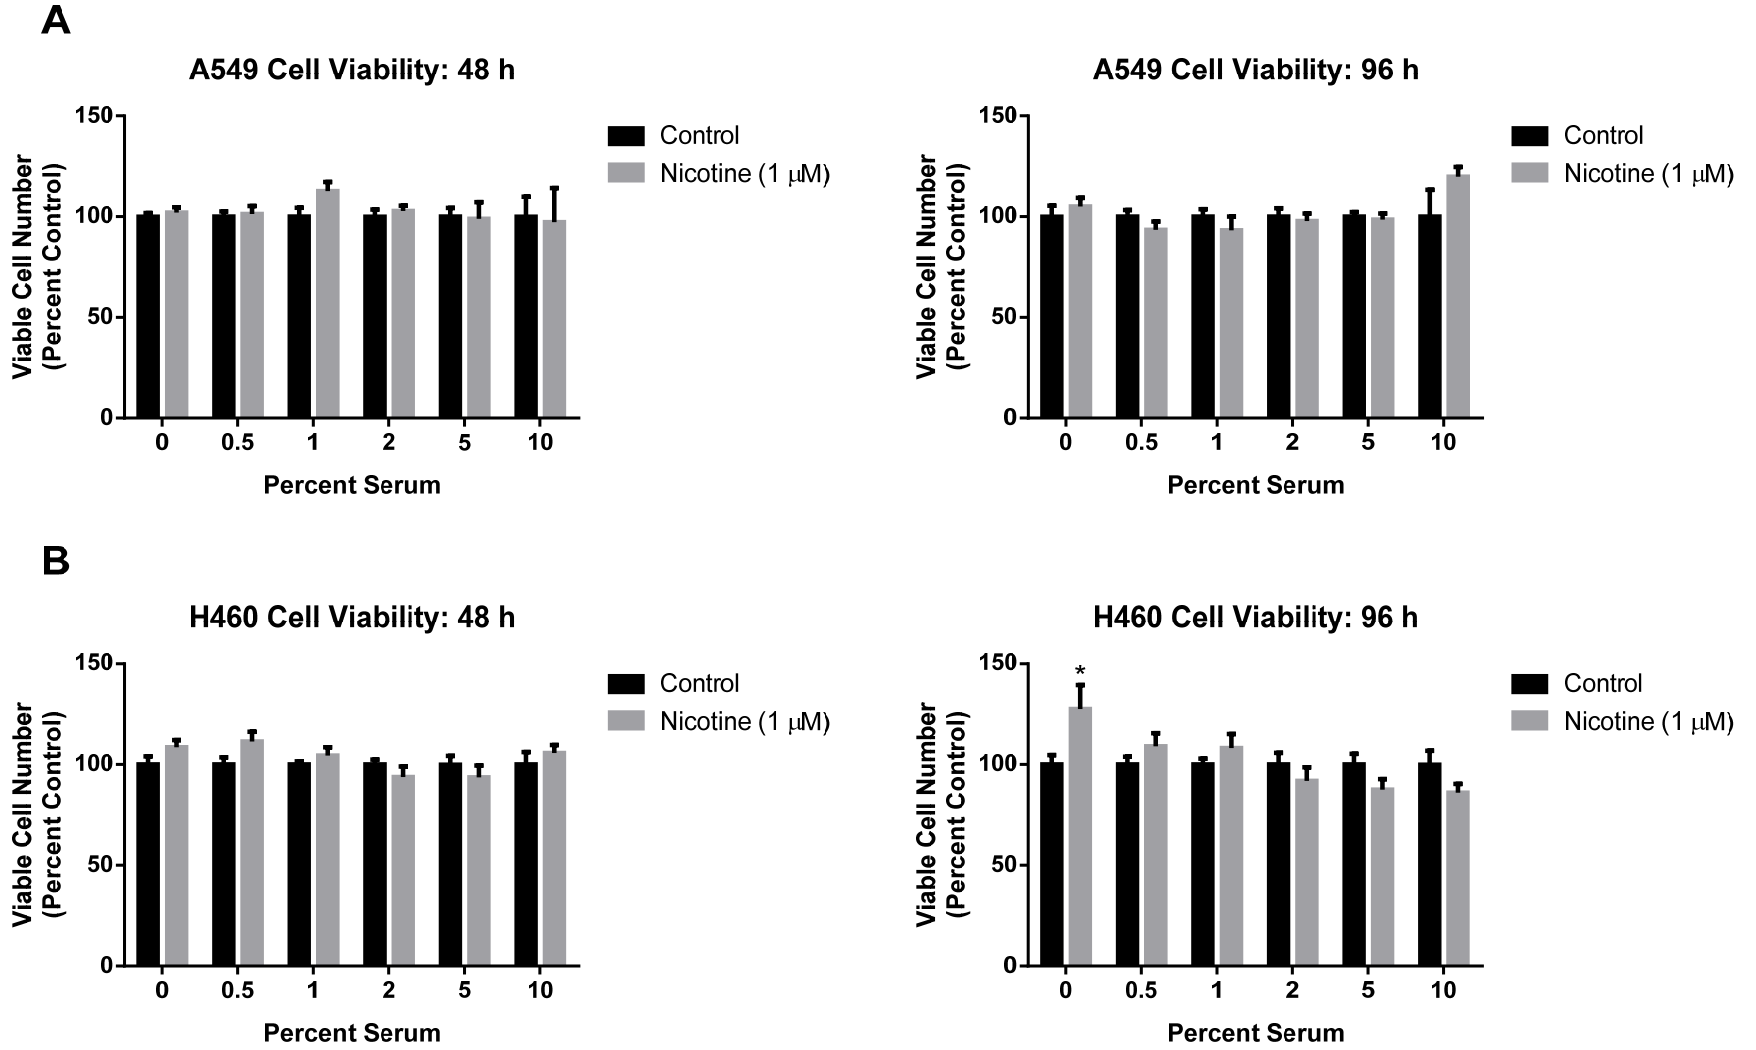 A
A549 Cell Viability: 48 h
150
100
50
0
Viable Cell Number
(Percent Control)
0 0.5 1 2 5 10
Percent Serum
Control
Nicotine (1 μM)
A549 Cell Viability: 96 h
150
100
50
0
Viable Cell Number
(Percent Control)
0 0.5 1 2 5 10
Percent Serum
Control
Nicotine (1 μM)
B
H460 Cell Viability: 48 h
150
100
50
0
Viable Cell Number
(Percent Control)
0 0.5 1 2 5 10
Percent Serum
Control
Nicotine (1 μM)
H460 Cell Viability: 96 h
150
100
50
0
Viable Cell Number
(Percent Control)
*
0 0.5 1 2 5 10
Percent Serum
Control
Nicotine (1 μM)